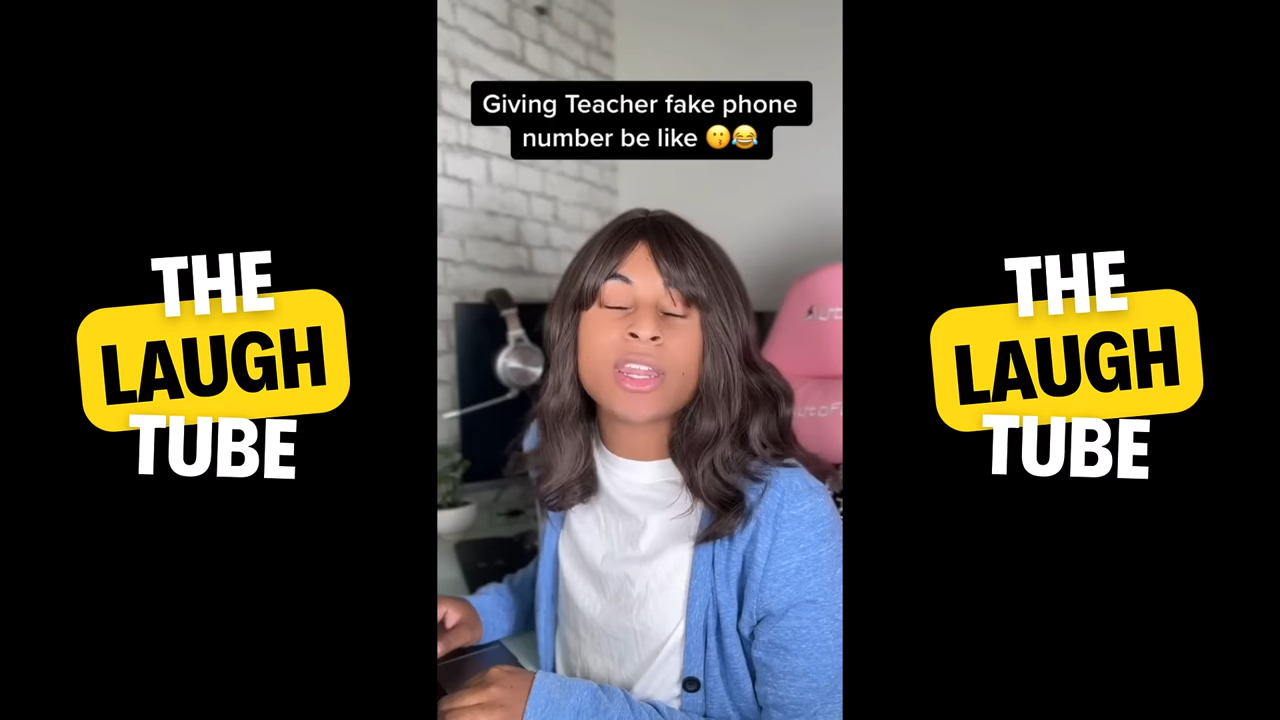 Giving Teacher fake phone
number be like 😗😂
THE
LAUGH
TUBE
THE
LAUGH
TUBE